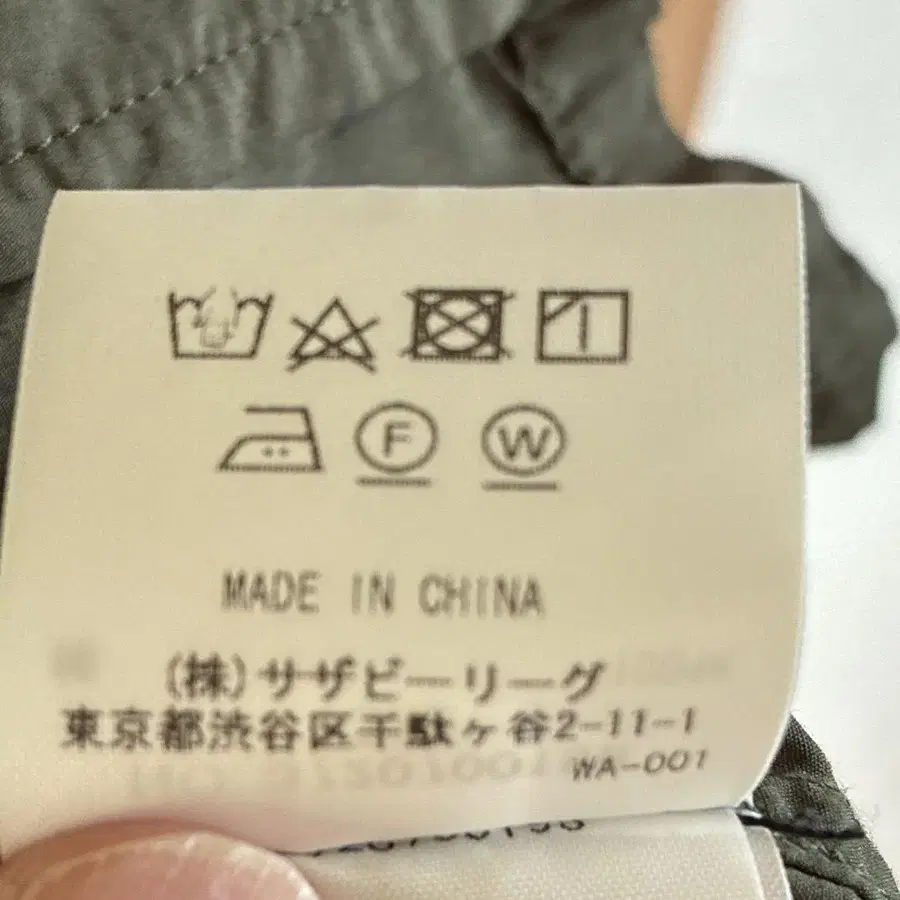 F W
MADE IN CHINA
(株)サザビーリーグ
東京都渋谷区千駄ヶ谷2-11-1
WA-001